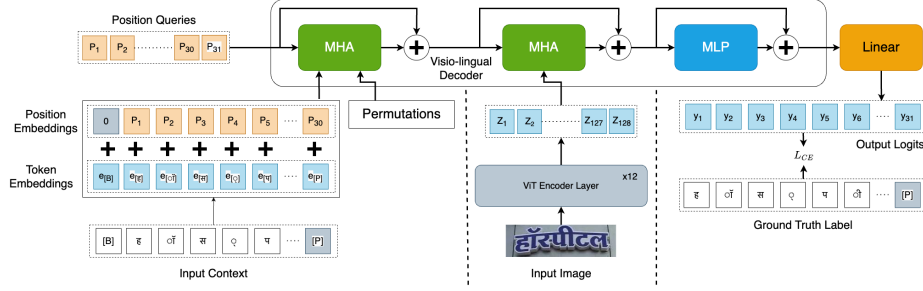 Position Queries
P1 P2 ········ P30 P31
MHA
Visio-lingual
Decoder
MHA
MLP
Linear
Permutations
Position
Embeddings
0 P1 P2 P3 P4 P5 ···· P30
Token
Embeddings
e[B] e[ह] e[ॉ] e[स] e[़] e[प] ···· e[P]
[B] ह ॉ स ़ प ···· [P]
Input Context
Z1 Z2 ········ Z127 Z128
ViT Encoder Layer
x12
हॉस्पीटल
Input Image
y1 y2 y3 y4 y5 y6 ···· y31
Output Logits
LCE
ह ॉ स ़ प ी ···· [P]
Ground Truth Label